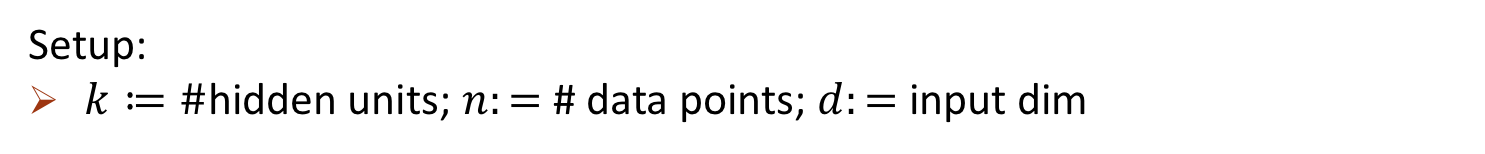 Setup:
➢ k ≔ #hidden units; n: = # data points; d: = input dim